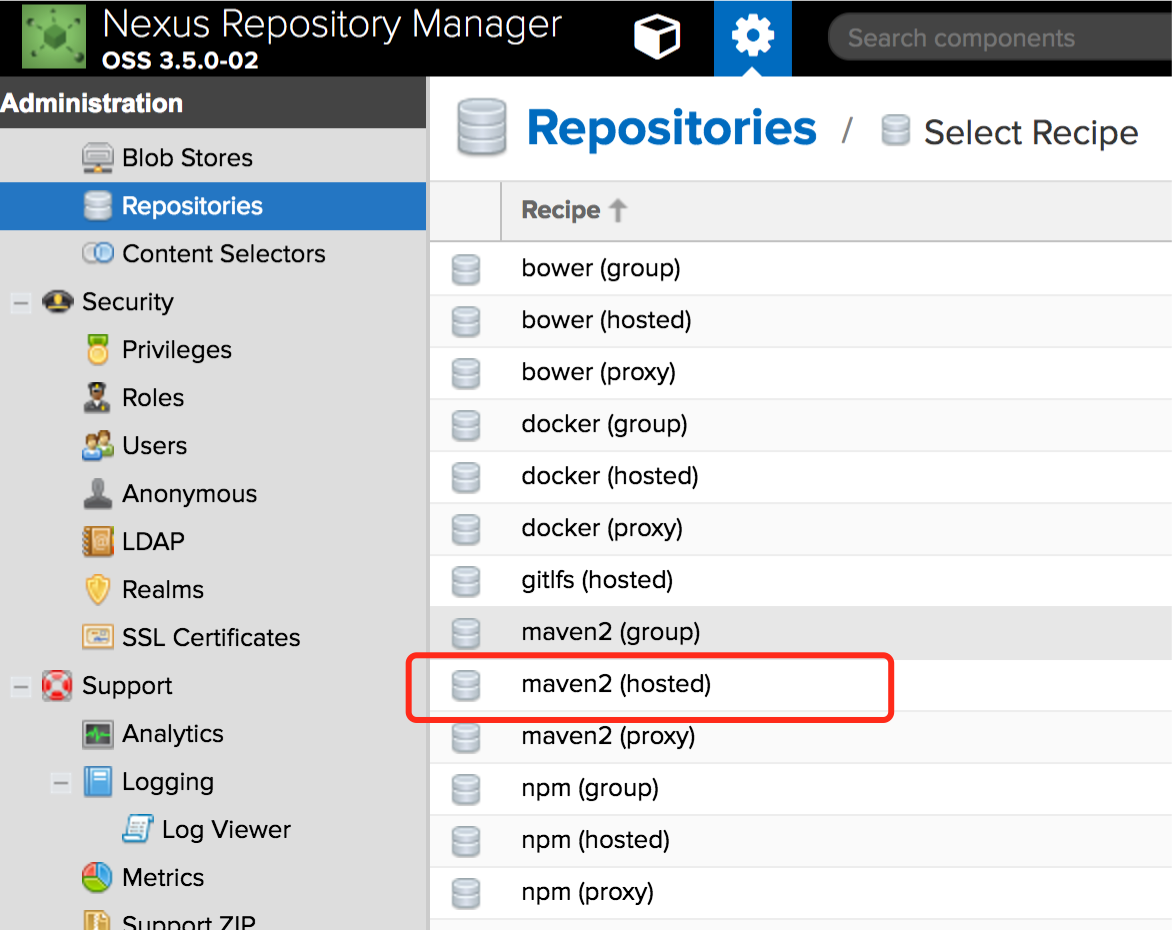 Nexus Repository Manager
OSS 3.5.0-02
Search components
Administration
Blob Stores
Repositories
Content Selectors
Security
Privileges
Roles
Users
Anonymous
LDAP
Realms
SSL Certificates
Support
Analytics
Logging
Log Viewer
Metrics
Support ZIP
Repositories / Select Recipe
Recipe
bower (group)
bower (hosted)
bower (proxy)
docker (group)
docker (hosted)
docker (proxy)
gitlfs (hosted)
maven2 (group)
maven2 (hosted)
maven2 (proxy)
npm (group)
npm (hosted)
npm (proxy)